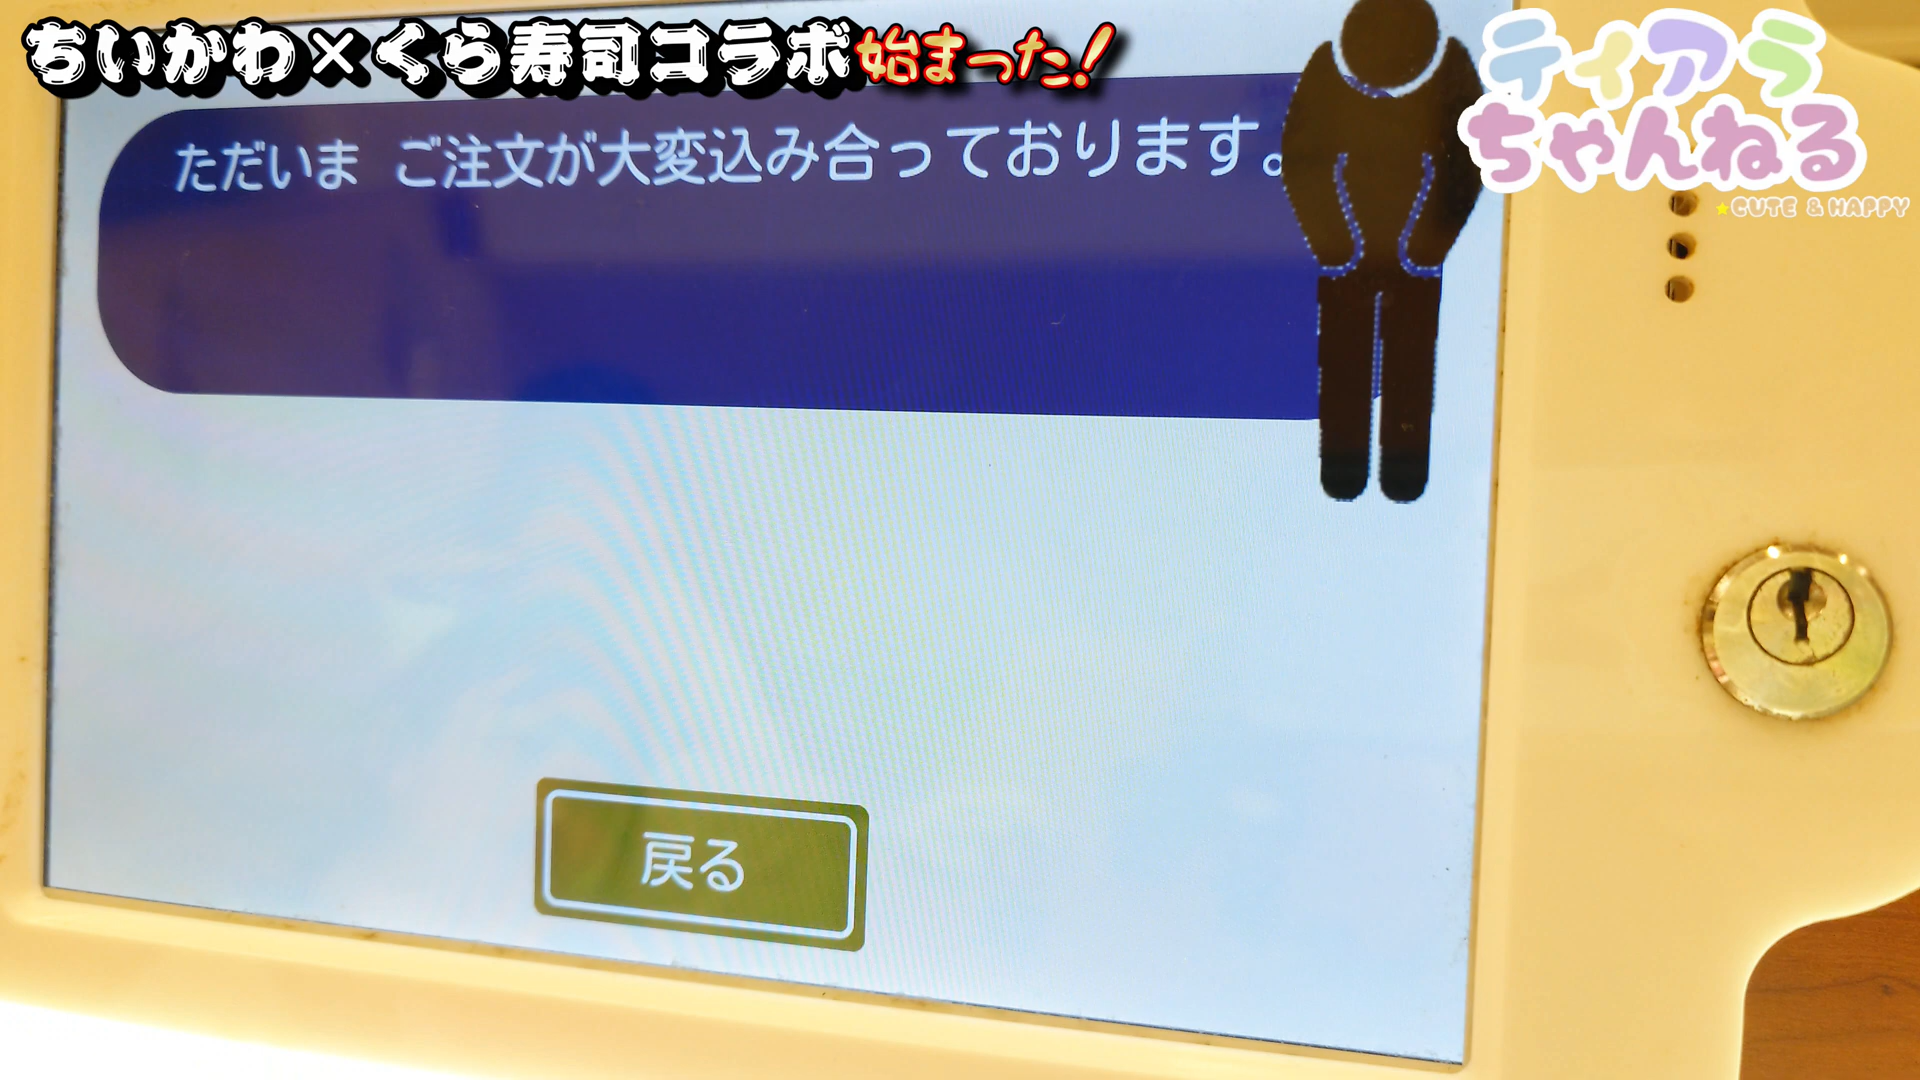 ちいかわ×くら寿司コラボ始まった!
ティアラ
ちゃんねる
★CUTE & HAPPY
ただいま ご注文が大変込み合っております。
戻る